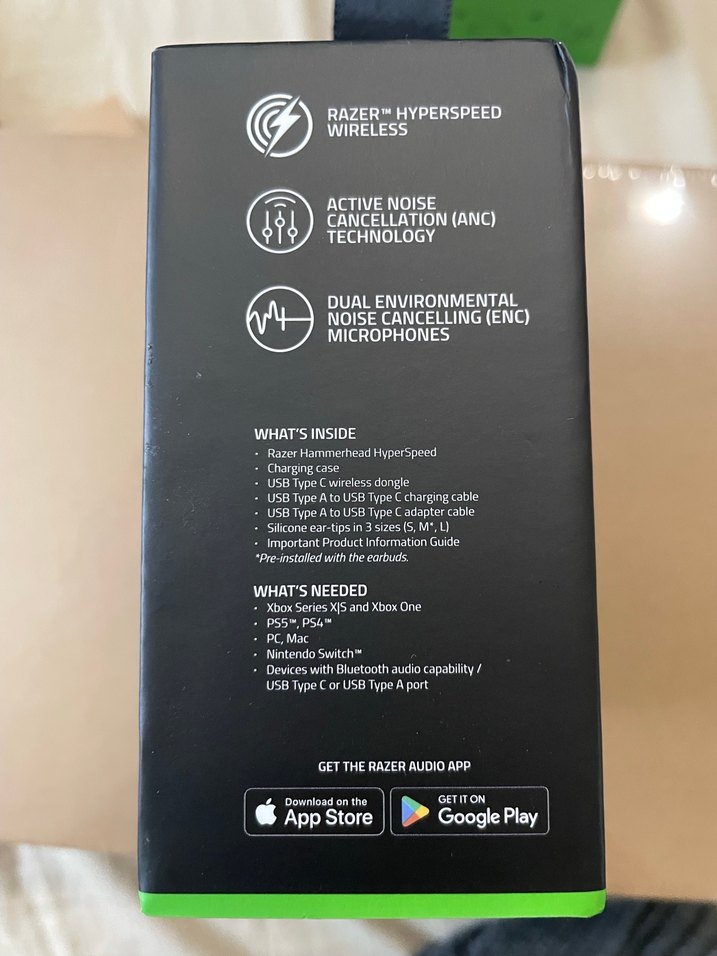 RAZER™ HYPERSPEED
WIRELESS
ACTIVE NOISE
CANCELLATION (ANC)
TECHNOLOGY
DUAL ENVIRONMENTAL
NOISE CANCELLING (ENC)
MICROPHONES
WHAT'S INSIDE
· Razer Hammerhead HyperSpeed
· Charging case
· USB Type C wireless dongle
· USB Type A to USB Type C charging cable
· USB Type A to USB Type C adapter cable
· Silicone ear-tips in 3 sizes (S, M*, L)
· Important Product Information Guide
*Pre-installed with the earbuds.
WHAT'S NEEDED
· Xbox Series X|S and Xbox One
· PS5™, PS4™
· PC, Mac
· Nintendo Switch™
· Devices with Bluetooth audio capability /
USB Type C or USB Type A port
GET THE RAZER AUDIO APP
Download on the
App Store
GET IT ON
Google Play